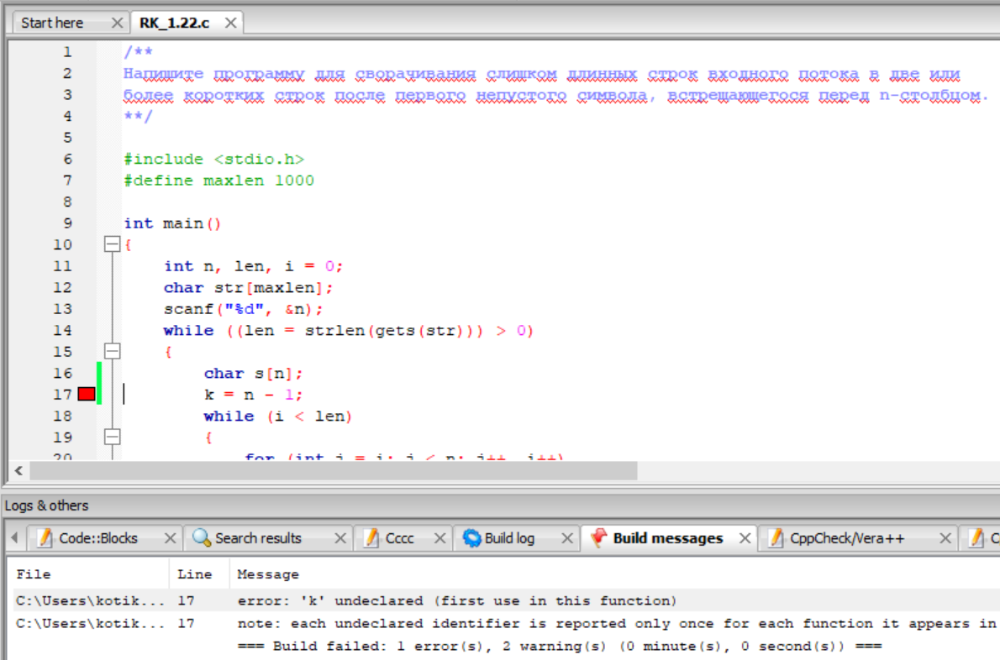 Start here RK_1.22.c
1 /**
2 Напишите программу для сворачивания слишком длинных строк входного потока в две или
3 более коротких строк после первого непустого символа, встрещающегося перед n-столбцом.
4 **/
5
6 #include <stdio.h>
7 #define maxlen 1000
8
9 int main()
10 {
11 int n, len, i = 0;
12 char str[maxlen];
13 scanf("%d", &n);
14 while ((len = strlen(gets(str))) > 0)
15 {
16 char s[n];
17 k = n - 1;
18 while (i < len)
19 {
20 for (int j = i; j < n; j++, i++)
Logs & others
Code::Blocks Search results Cccc Build log Build messages CppCheck/Vera++ C
File Line Message
C:\Users\kotik... 17 error: 'k' undeclared (first use in this function)
C:\Users\kotik... 17 note: each undeclared identifier is reported only once for each function it appears in
=== Build failed: 1 error(s), 2 warning(s) (0 minute(s), 0 second(s)) ===